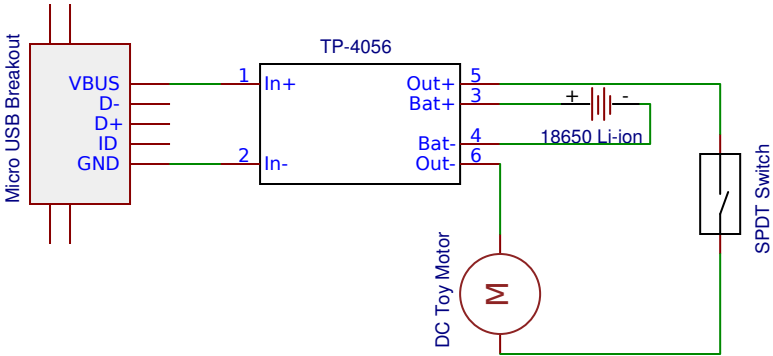 Micro USB Breakout
VBUS
D-
D+
ID
GND
TP-4056
1
In+
2
In-
Out+
5
Bat+
3
Bat-
4
Out-
6
+
-
18650 Li-ion
SPDT Switch
DC Toy Motor
M